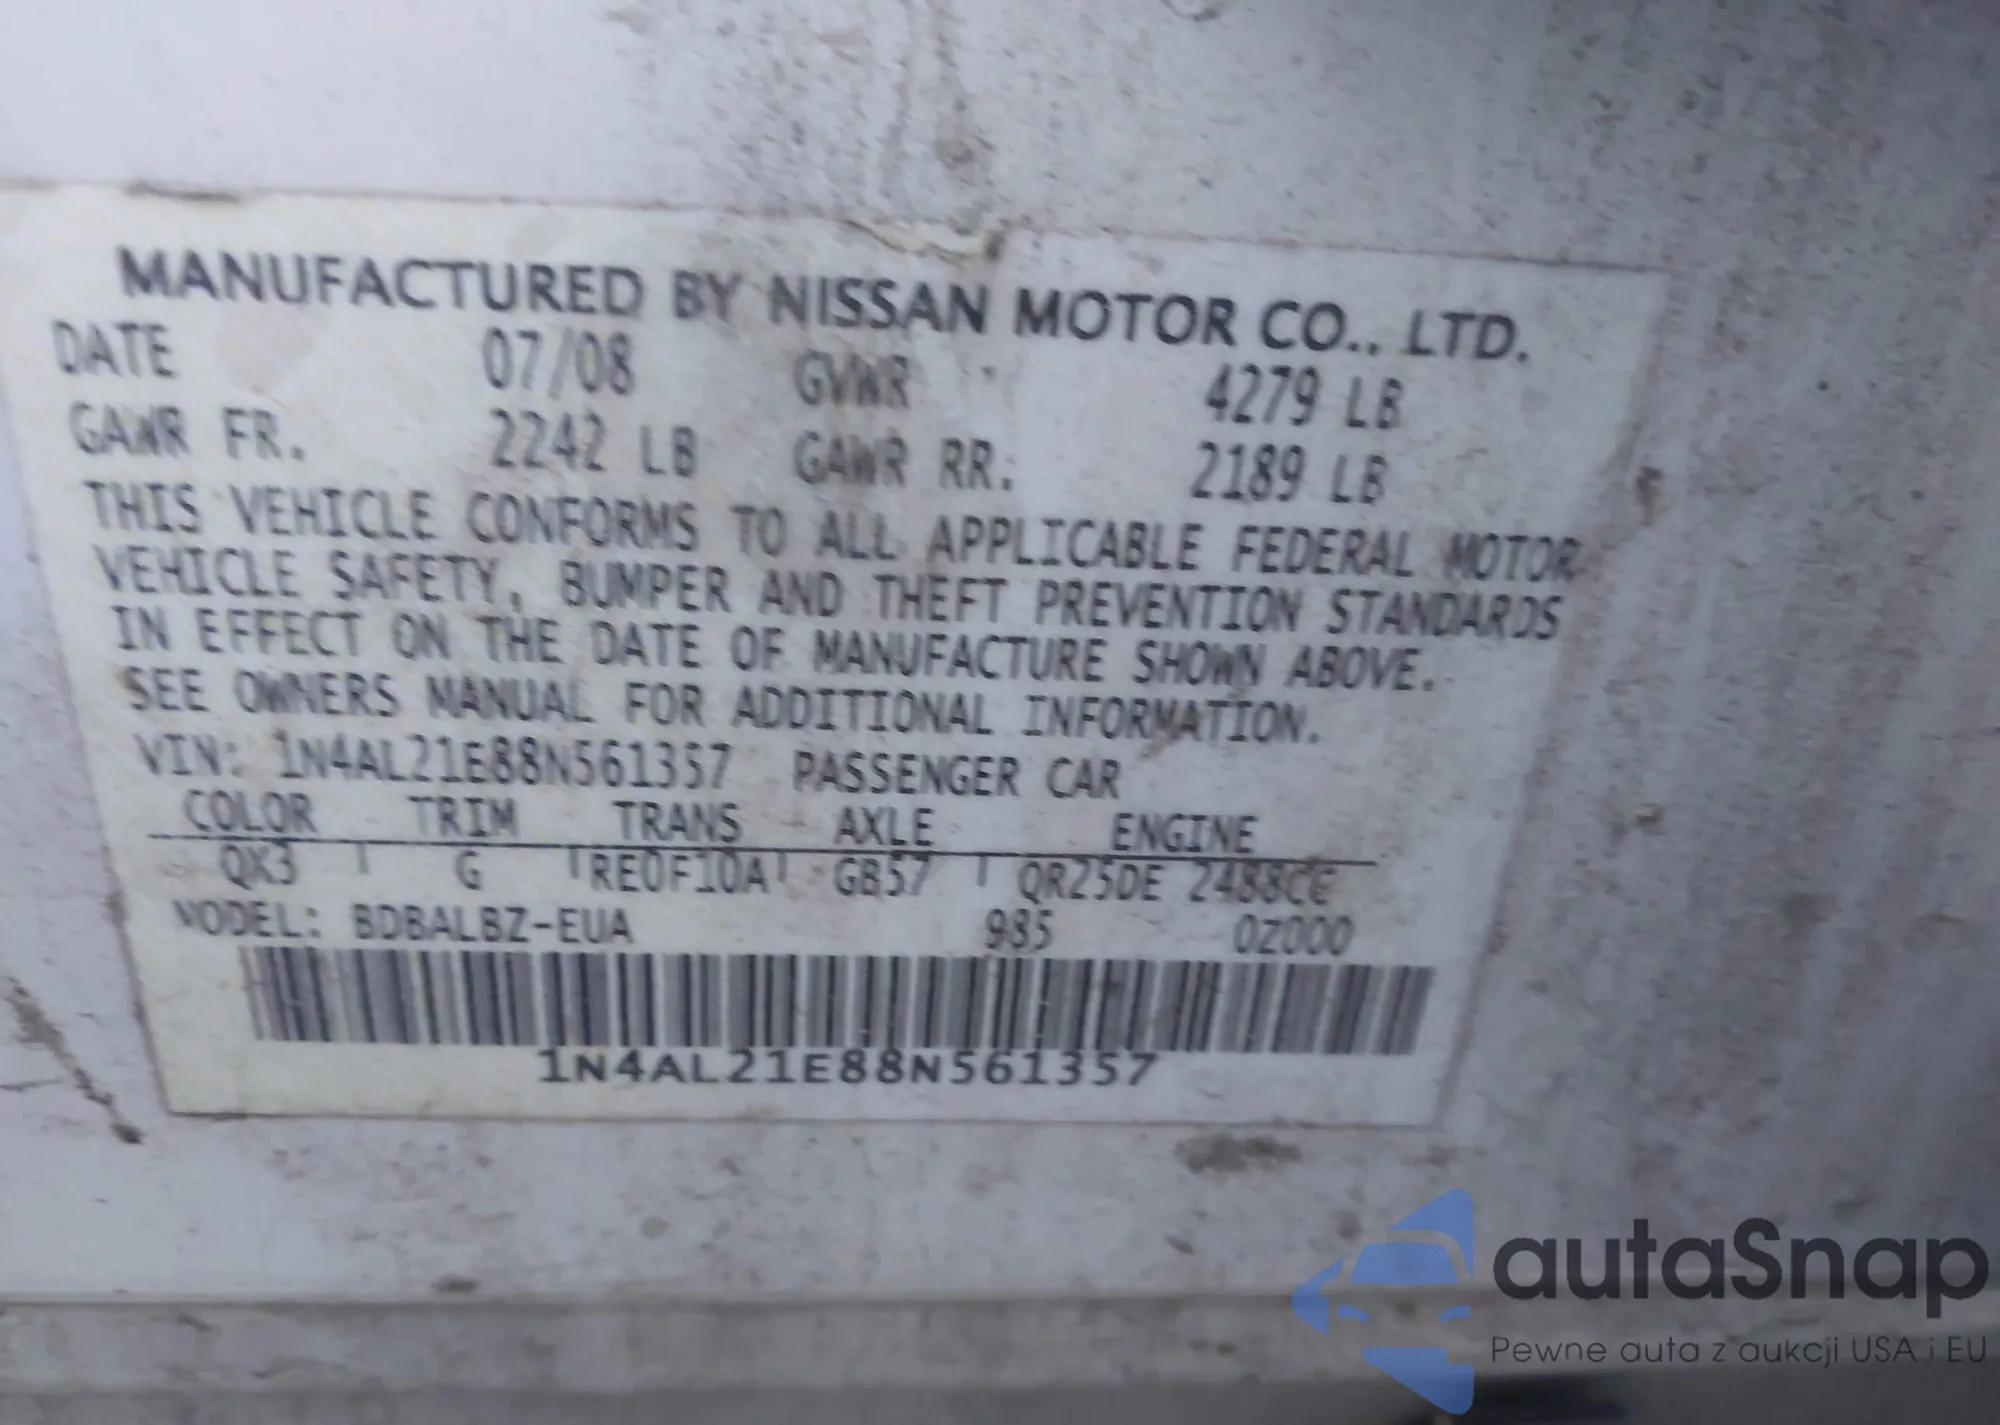 MANUFACTURED BY NISSAN MOTOR CO., LTD.
DATE 07/08 GVWR 4279 LB
GAWR FR. 2242 LB GAWR RR. 2189 LB
THIS VEHICLE CONFORMS TO ALL APPLICABLE FEDERAL MOTOR
VEHICLE SAFETY, BUMPER AND THEFT PREVENTION STANDARDS
IN EFFECT ON THE DATE OF MANUFACTURE SHOWN ABOVE.
SEE OWNERS MANUAL FOR ADDITIONAL INFORMATION.
VIN: 1N4AL21E88N561357 PASSENGER CAR
COLOR TRIM TRANS AXLE ENGINE
QX3 G RE0F10A GB57 QR25DE 2488CC
MODEL: BDBALBZ-EUA 985 0Z000
1N4AL21E88N561357
autaSnap
Pewne auta z aukcji USA i EU